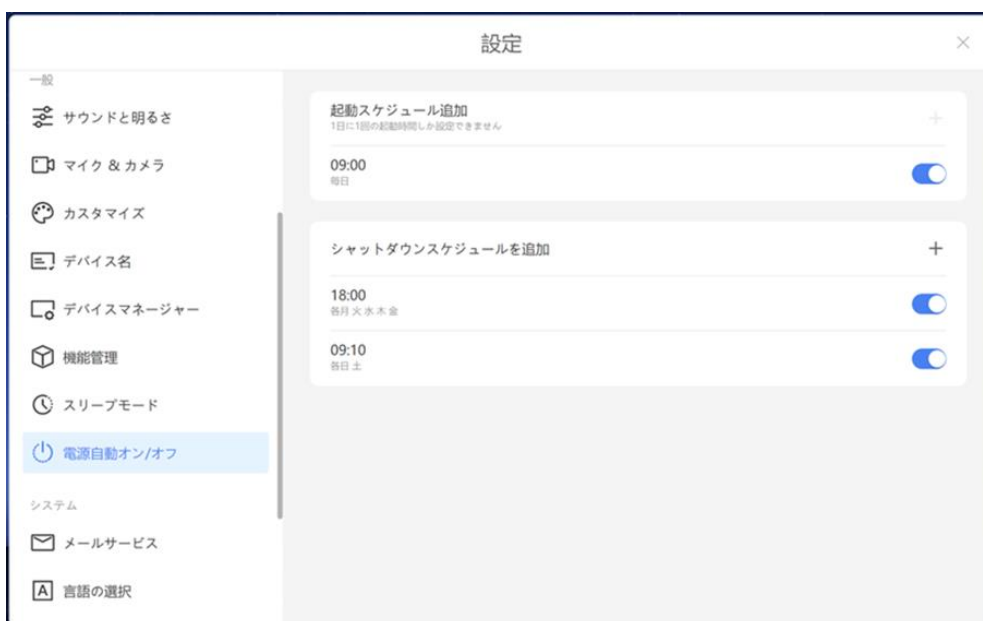 設定
一般
サウンドと明るさ
マイク & カメラ
カスタマイズ
デバイス名
デバイスマネージャー
機能管理
スリープモード
電源自動オン/オフ
システム
メールサービス
言語の選択
起動スケジュール追加
1日に1回の起動時間しか設定できません
09:00
毎日
シャットダウンスケジュールを追加
18:00
各月 火 水 木 金
09:10
各日 土